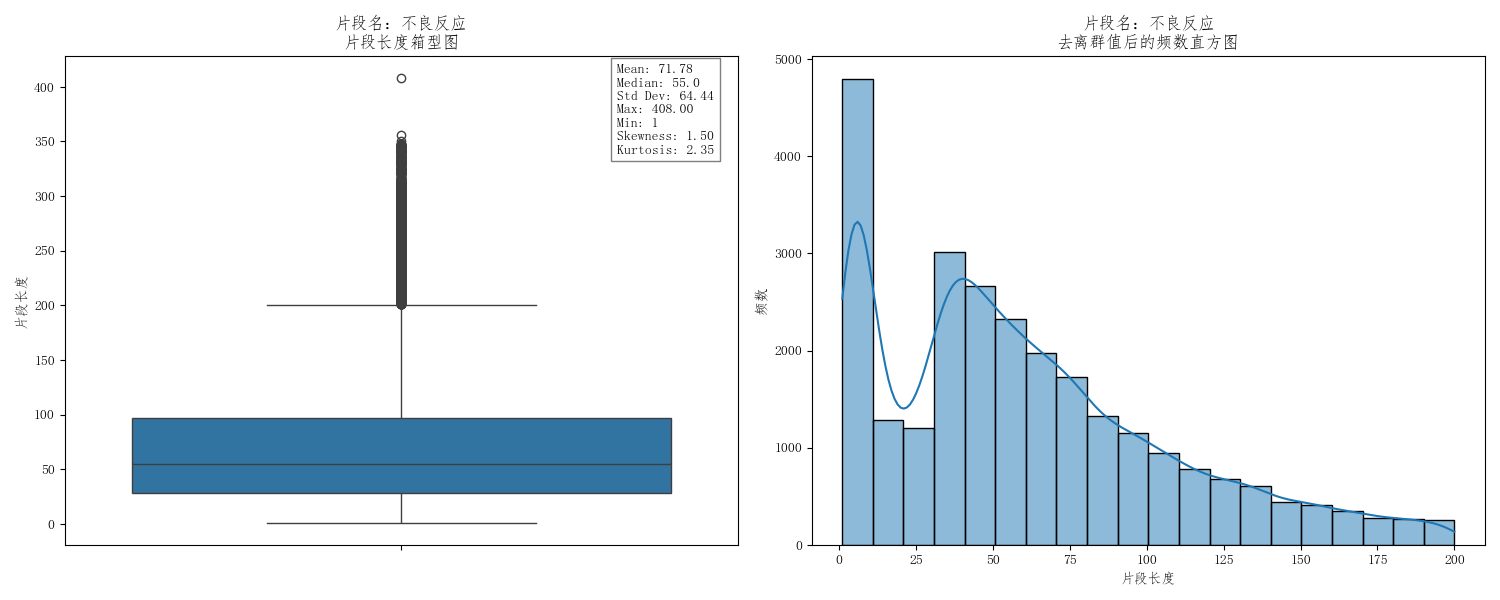 片段名: 不良反应
片段长度箱型图
Mean: 71.78
Median: 55.0
Std Dev: 64.44
Max: 408.00
Min: 1
Skewness: 1.50
Kurtosis: 2.35
片段长度
400
350
300
250
200
150
100
50
0
片段名: 不良反应
去离群值后的频数直方图
频数
5000
4000
3000
2000
1000
0
0 25 50 75 100 125 150 175 200
片段长度